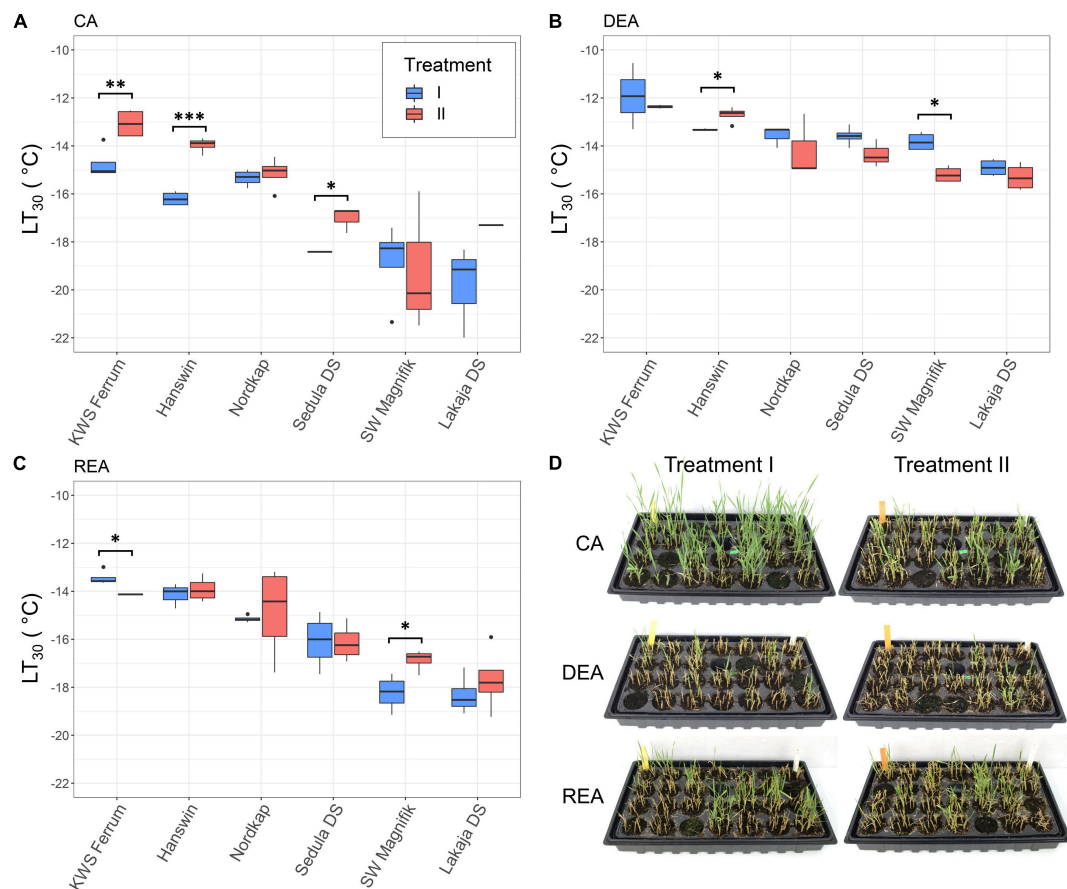 A CA
LT30 ( °C)
-10
-12
-14
-16
-18
-20
-22
** *** *
Treatment
I
II
KWS Ferrum
Hanswin
Nordkap
Sedula DS
SW Magnifik
Lakaja DS
B DEA
LT30 ( °C)
-10
-12
-14
-16
-18
-20
-22
* *
KWS Ferrum
Hanswin
Nordkap
Sedula DS
SW Magnifik
Lakaja DS
C REA
LT30 ( °C)
-10
-13
-14
-16
-18
-20
-22
* *
KWS Ferrum
Hanswin
Nordkap
Sedula DS
SW Magnifik
Lakaja DS
D Treatment I Treatment II
CA
DEA
REA